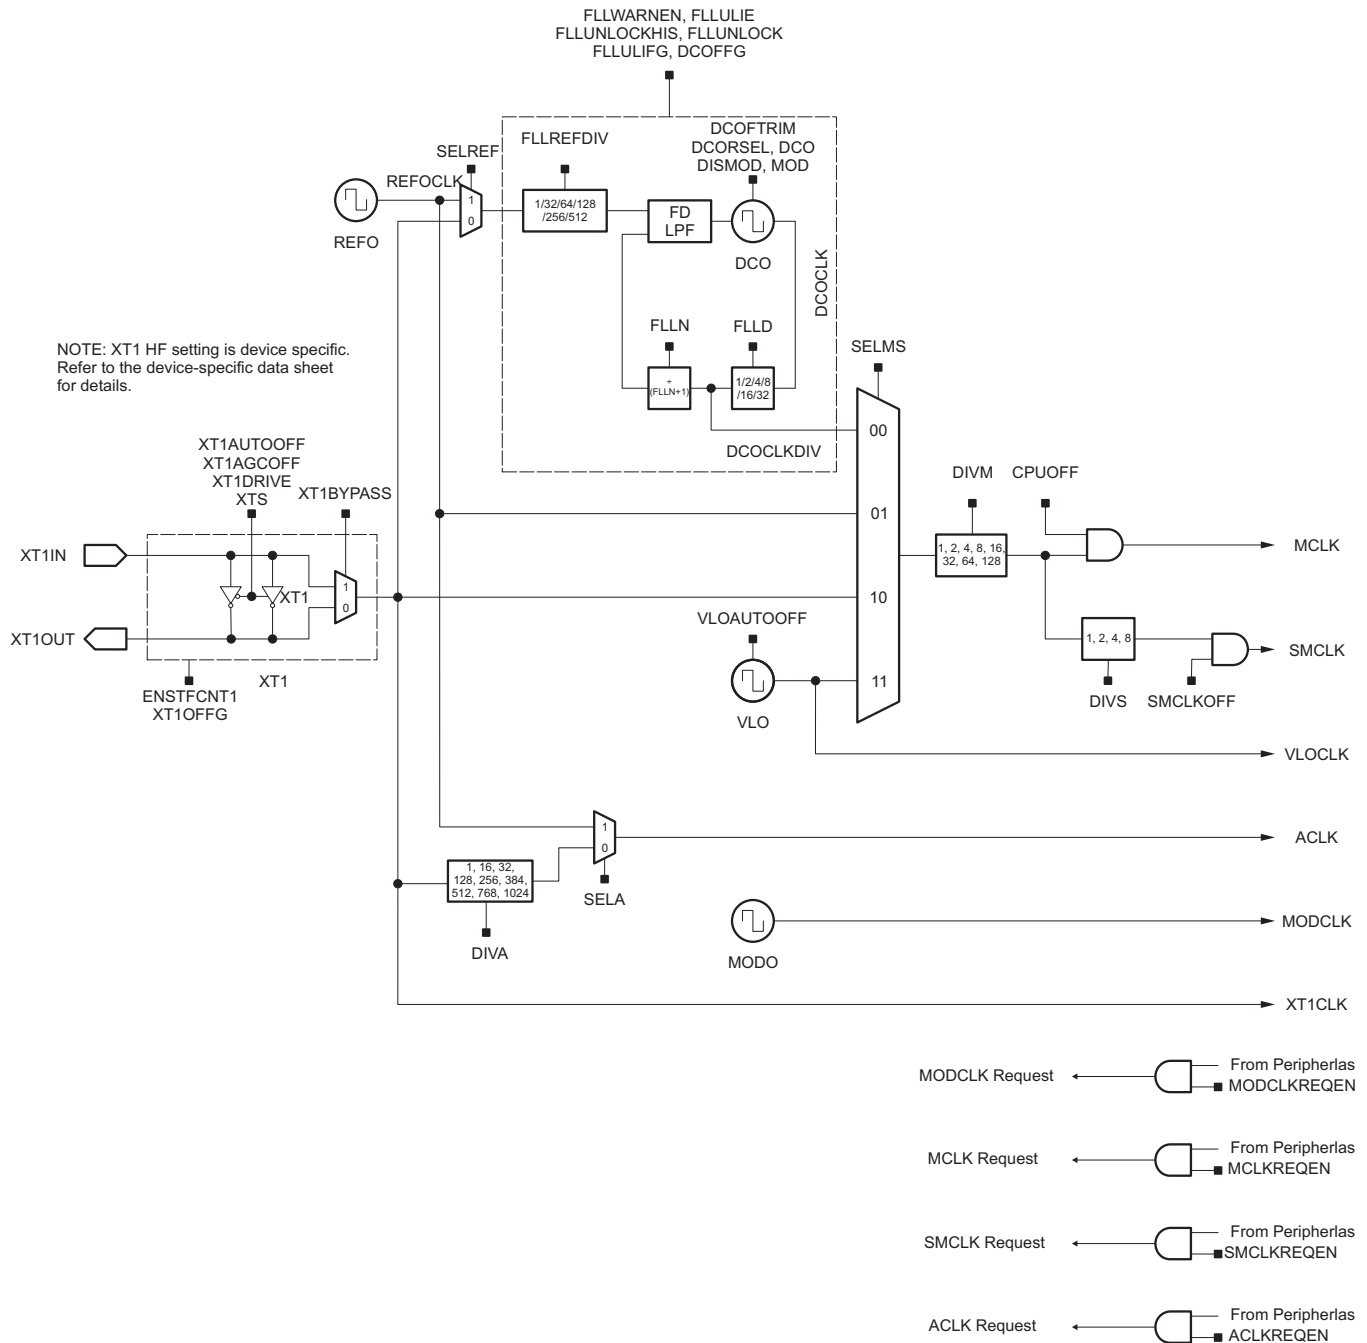 FLLWARNEN, FLLULIE
FLLUNLOCKHIS, FLLUNLOCK
FLLULIFG, DCOFFG
DCOFTRIM
DCORSEL, DCO
DISMOD, MOD
FLLREFDIV
SELREF
REFOCLK
1
0
1/32/64/128
/256/512
FD
LPF
REFO
DCO
DCOCLK
FLLN
FLLD
SELMS
÷
(FLLN+1)
1/2/4/8
/16/32
NOTE: XT1 HF setting is device specific.
Refer to the device-specific data sheet
for details.
00
DCOCLKDIV
XT1AUTOOFF
XT1AGCOFF
XT1DRIVE
XTS
XT1BYPASS
DIVM
CPUOFF
01
XT1IN
1, 2, 4, 8, 16,
32, 64, 128
MCLK
1
0
XT1
10
VLOAUTOOFF
XT1OUT
1, 2, 4, 8
SMCLK
XT1
ENSTFCNT1
XT1OFFG
11
DIVS
SMCLKOFF
VLO
VLOCLK
1
0
ACLK
1, 16, 32,
128, 256, 384,
512, 768, 1024
SELA
DIVA
MODCLK
MODO
XT1CLK
From Peripherlas
MODCLK Request
MODCLKREQEN
From Peripherlas
MCLK Request
MCLKREQEN
From Peripherlas
SMCLK Request
SMCLKREQEN
From Peripherlas
ACLK Request
ACLKREQEN